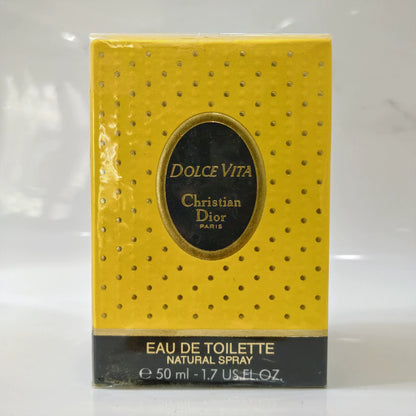 DOLCE VITA
Christian
Dior
PARIS
EAU DE TOILETTE
NATURAL SPRAY
℮ 50 ml - 1.7 US.FL.OZ